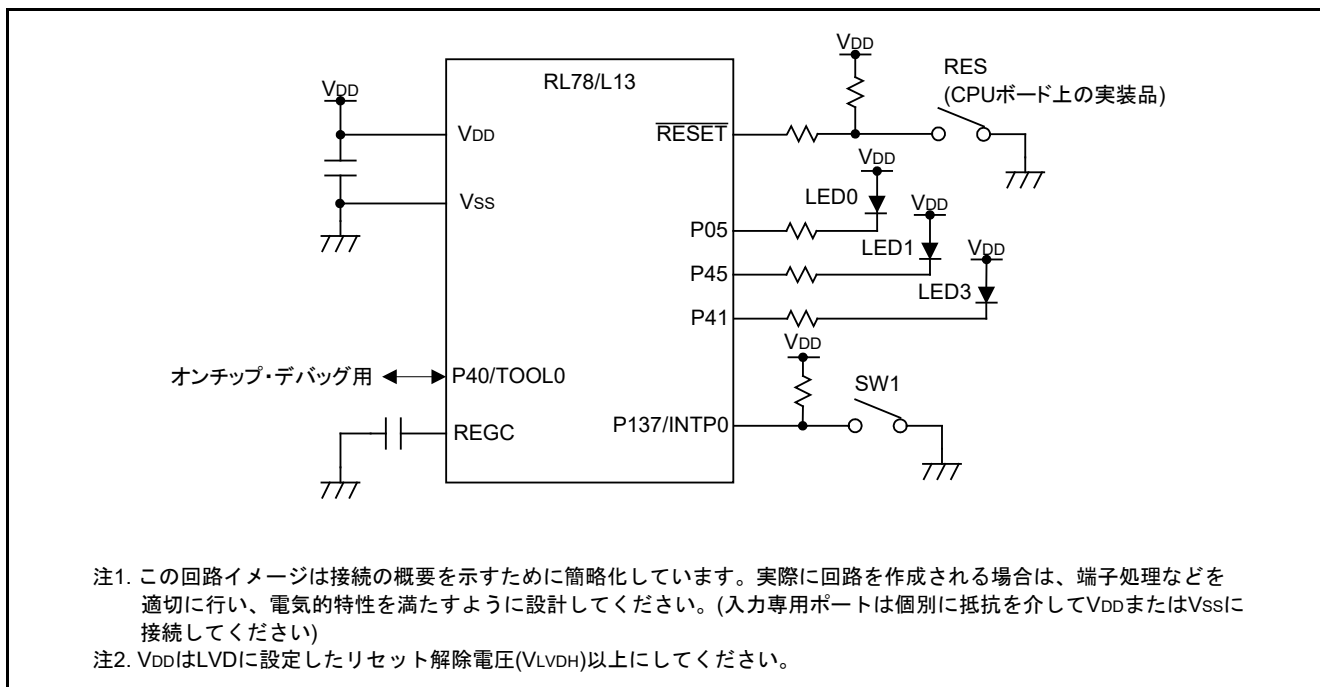 RL78/L13
VDD
VDD
VSS
オンチップ・デバッグ用
P40/TOOL0
REGC
RESET
VDD
RES
(CPUボード上の実装品)
P05
VDD
LED0
P45
VDD
LED1
P41
VDD
LED3
P137/INTP0
VDD
SW1
注1. この回路イメージは接続の概要を示すために簡略化しています。実際に回路を作成される場合は、端子処理などを
適切に行い、電気的特性を満たすように設計してください。(入力専用ポートは個別に抵抗を介してVDDまたはVSSに
接続してください)
注2. VDDはLVDに設定したリセット解除電圧(VLVDH)以上にしてください。